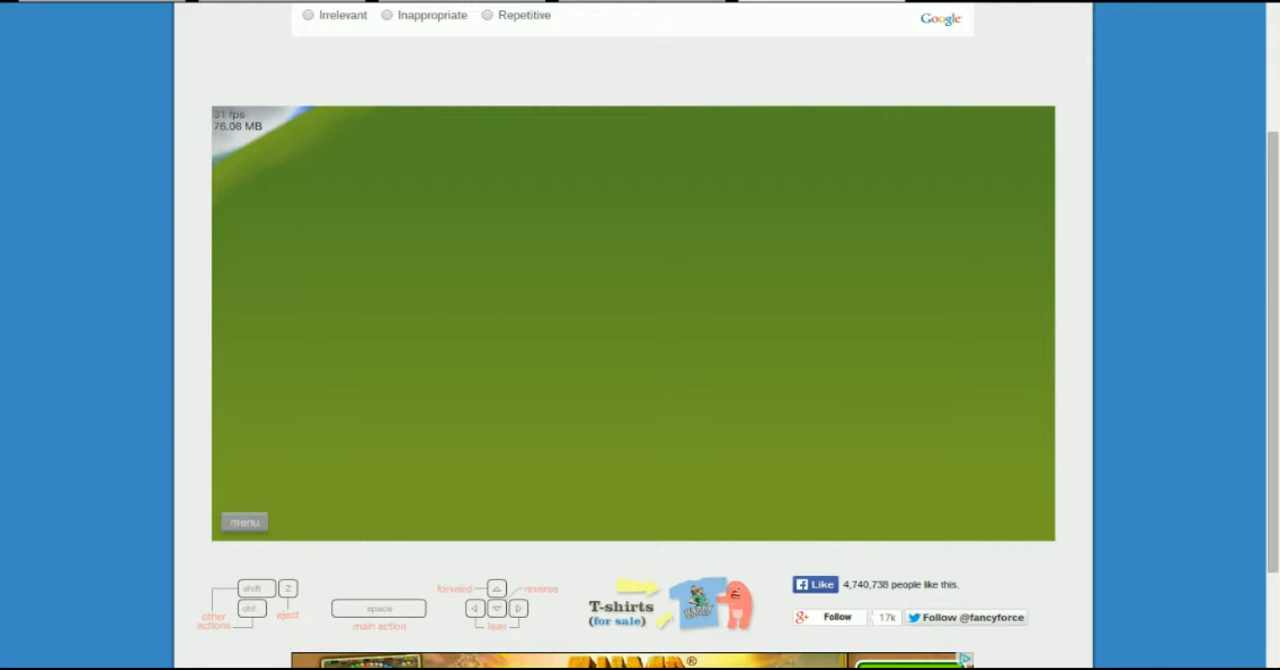 Irrelevant Inappropriate Repetitive
Google
31 fps
76.08 MB
menu
shift Z
ctrl
other actions
eject
space
main action
forward
reverse
lean
T-shirts
(for sale)
Like 4,740,738 people like this.
Follow 17k Follow @fancyforce